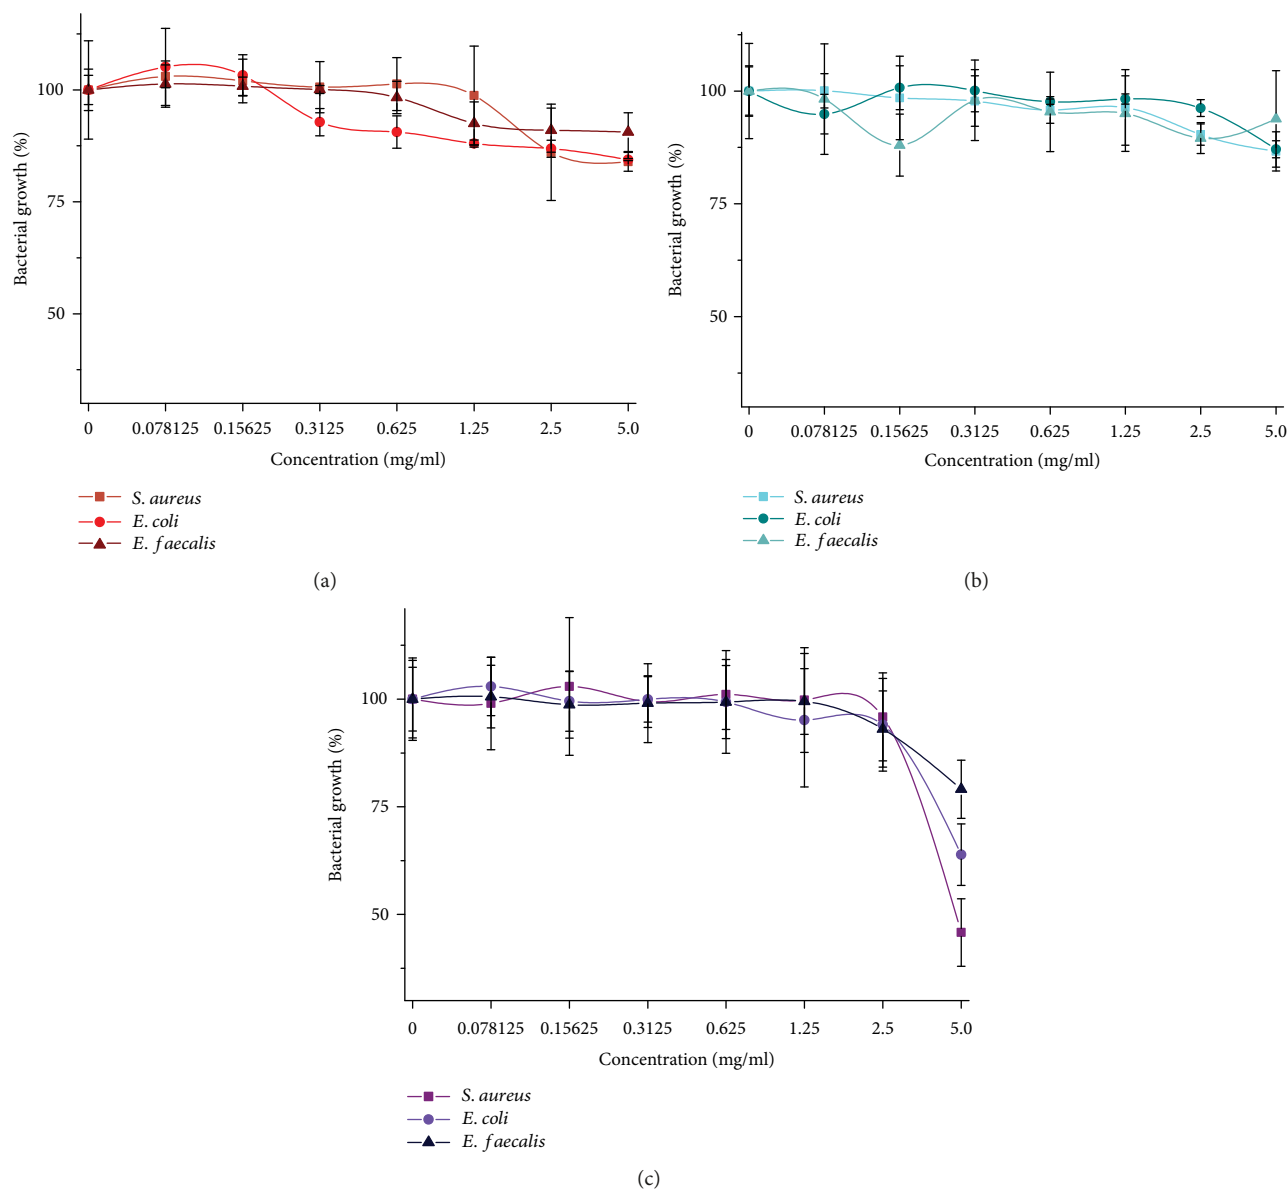 100
75
50
Bacterial growth (%)
0 0.078125 0.15625 0.3125 0.625 1.25 2.5 5.0
Concentration (mg/ml)
S. aureus
E. coli
E. faecalis
(a)
100
75
50
Bacterial growth (%)
0 0.078125 0.15625 0.3125 0.625 1.25 2.5 5.0
Concentration (mg/ml)
S. aureus
E. coli
E. faecalis
(b)
100
75
50
Bacterial growth (%)
0 0.078125 0.15625 0.3125 0.625 1.25 2.5 5.0
Concentration (mg/ml)
S. aureus
E. coli
E. faecalis
(c)